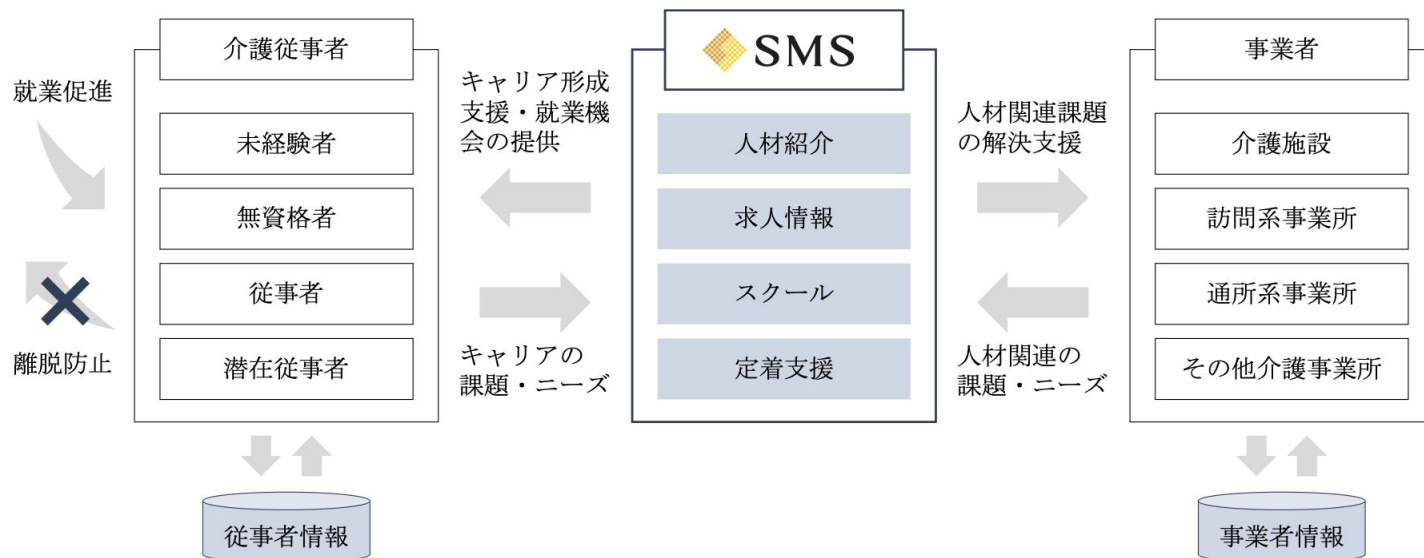 就業促進
離脱防止
介護従事者
未経験者
無資格者
従事者
潜在従事者
従事者情報
キャリア形成
支援・就業機
会の提供
キャリアの
課題・ニーズ
SMS
人材紹介
求人情報
スクール
定着支援
人材関連課題
の解決支援
人材関連の
課題・ニーズ
事業者
介護施設
訪問系事業所
通所系事業所
その他介護事業所
事業者情報